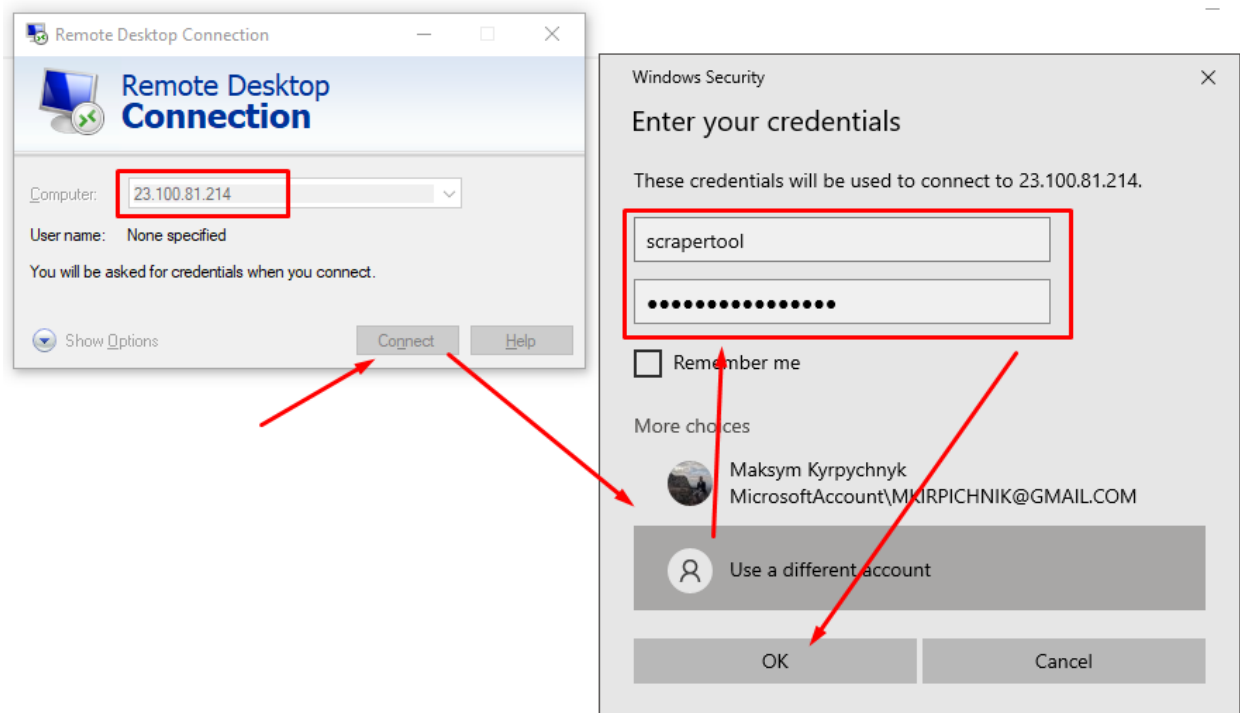 Remote Desktop Connection
Remote Desktop
Connection
Computer:
23.100.81.214
User name: None specified
You will be asked for credentials when you connect.
Show Options
Connect
Help
Windows Security
Enter your credentials
These credentials will be used to connect to 23.100.81.214.
scrapertool
••••••••••••••••
Remember me
More choices
Maksym Kyrpychnyk
MicrosoftAccount\MKIRPICHNIK@GMAIL.COM
Use a different account
OK
Cancel